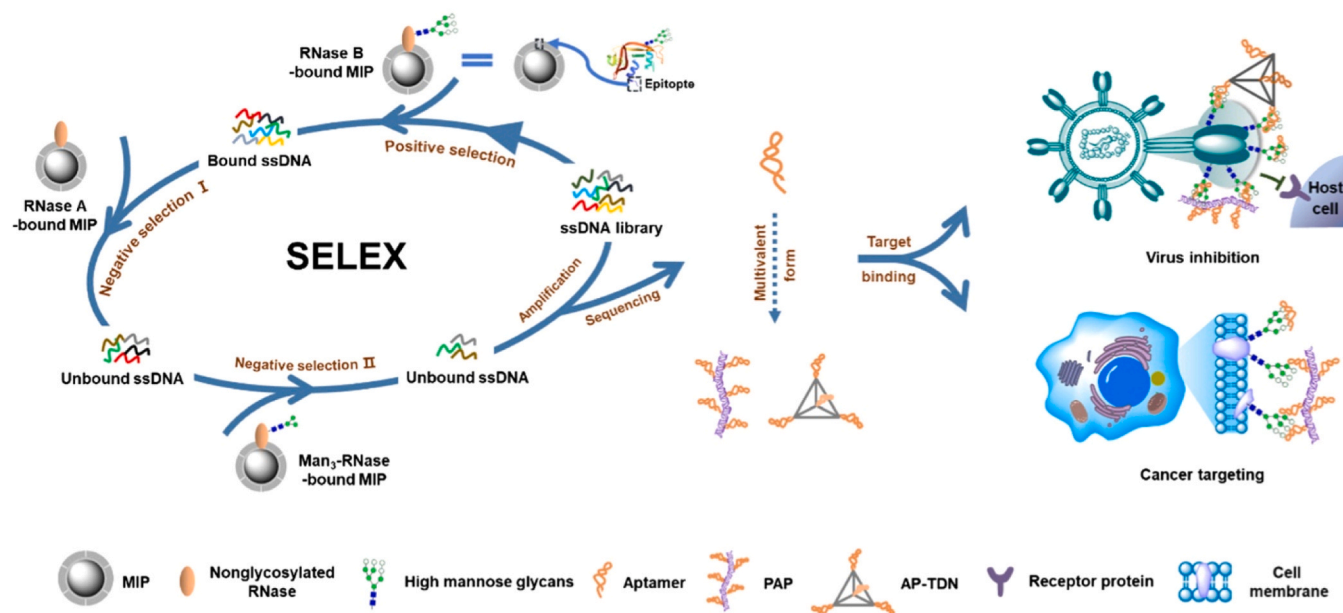 RNase B
-bound MIP
Epitopte
Bound ssDNA
Positive selection
RNase A
-bound MIP
Negative selection I
SELEX
ssDNA library
Amplification
Sequencing
Unbound ssDNA
Negative selection II
Unbound ssDNA
Man₃-RNase
-bound MIP
Multivalent
form
Target
binding
Host
cell
Virus inhibition
Cancer targeting
MIP
Nonglycosylated
RNase
High mannose glycans
Aptamer
PAP
AP-TDN
Receptor protein
Cell
membrane